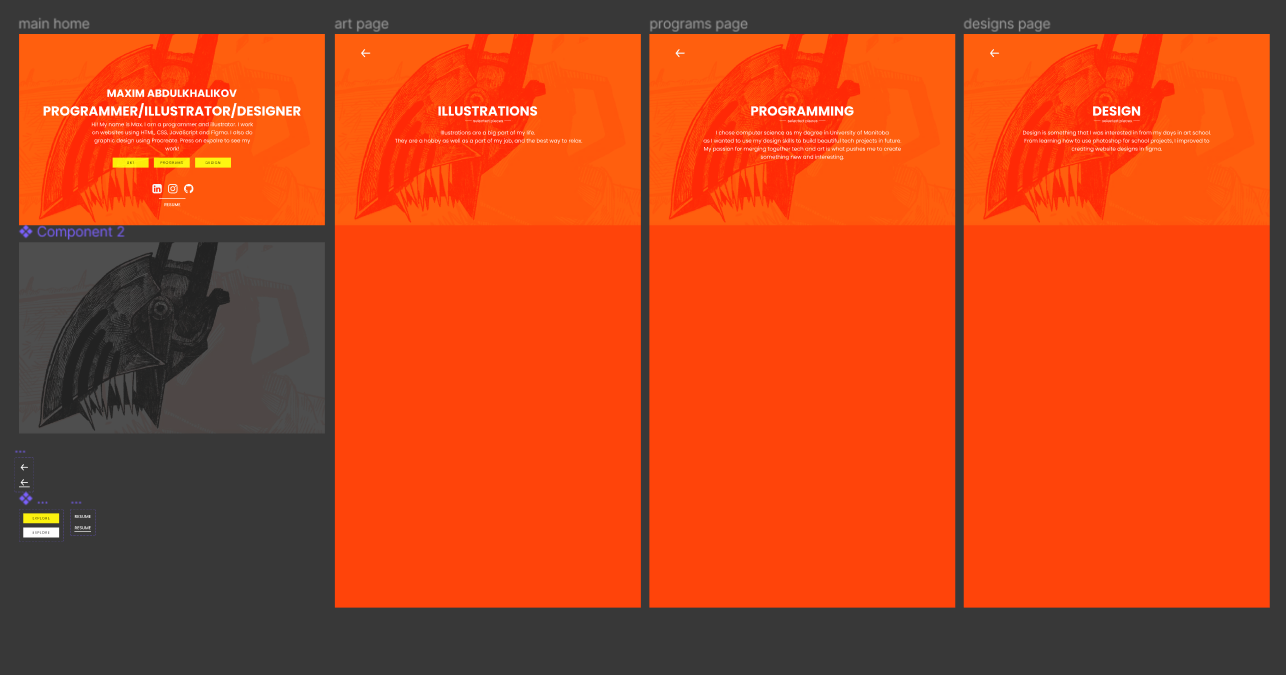 main home
MAXIM ABDULKHALIKOV
PROGRAMMER/ILLUSTRATOR/DESIGNER
Hi! My name is Max. I am a programmer and illustrator. I work
on websites using HTML, CSS, JavaScript and Figma. I also do
graphic design using Procreate. Press on explore to see my
work!
ART
PROGRAMS
DESIGN
RESUME
art page
ILLUSTRATIONS
selected pieces
Illustrations are a big part of my life.
They are a hobby as well as a part of my job, and the best way to relax.
programs page
PROGRAMMING
selected pieces
I chose computer science as my degree in University of Manitoba
as I wanted to use my design skills to build beautiful tech projects in future.
My passion for merging together tech and art is what pushes me to create
something new and interesting.
designs page
DESIGN
selected pieces
Design is something that I was interested in from my days in art school.
From learning how to use photoshop for school projects, I improved to
creating website designs in figma.
Component 2
EXPLORE
EXPLORE
RESUME
RESUME